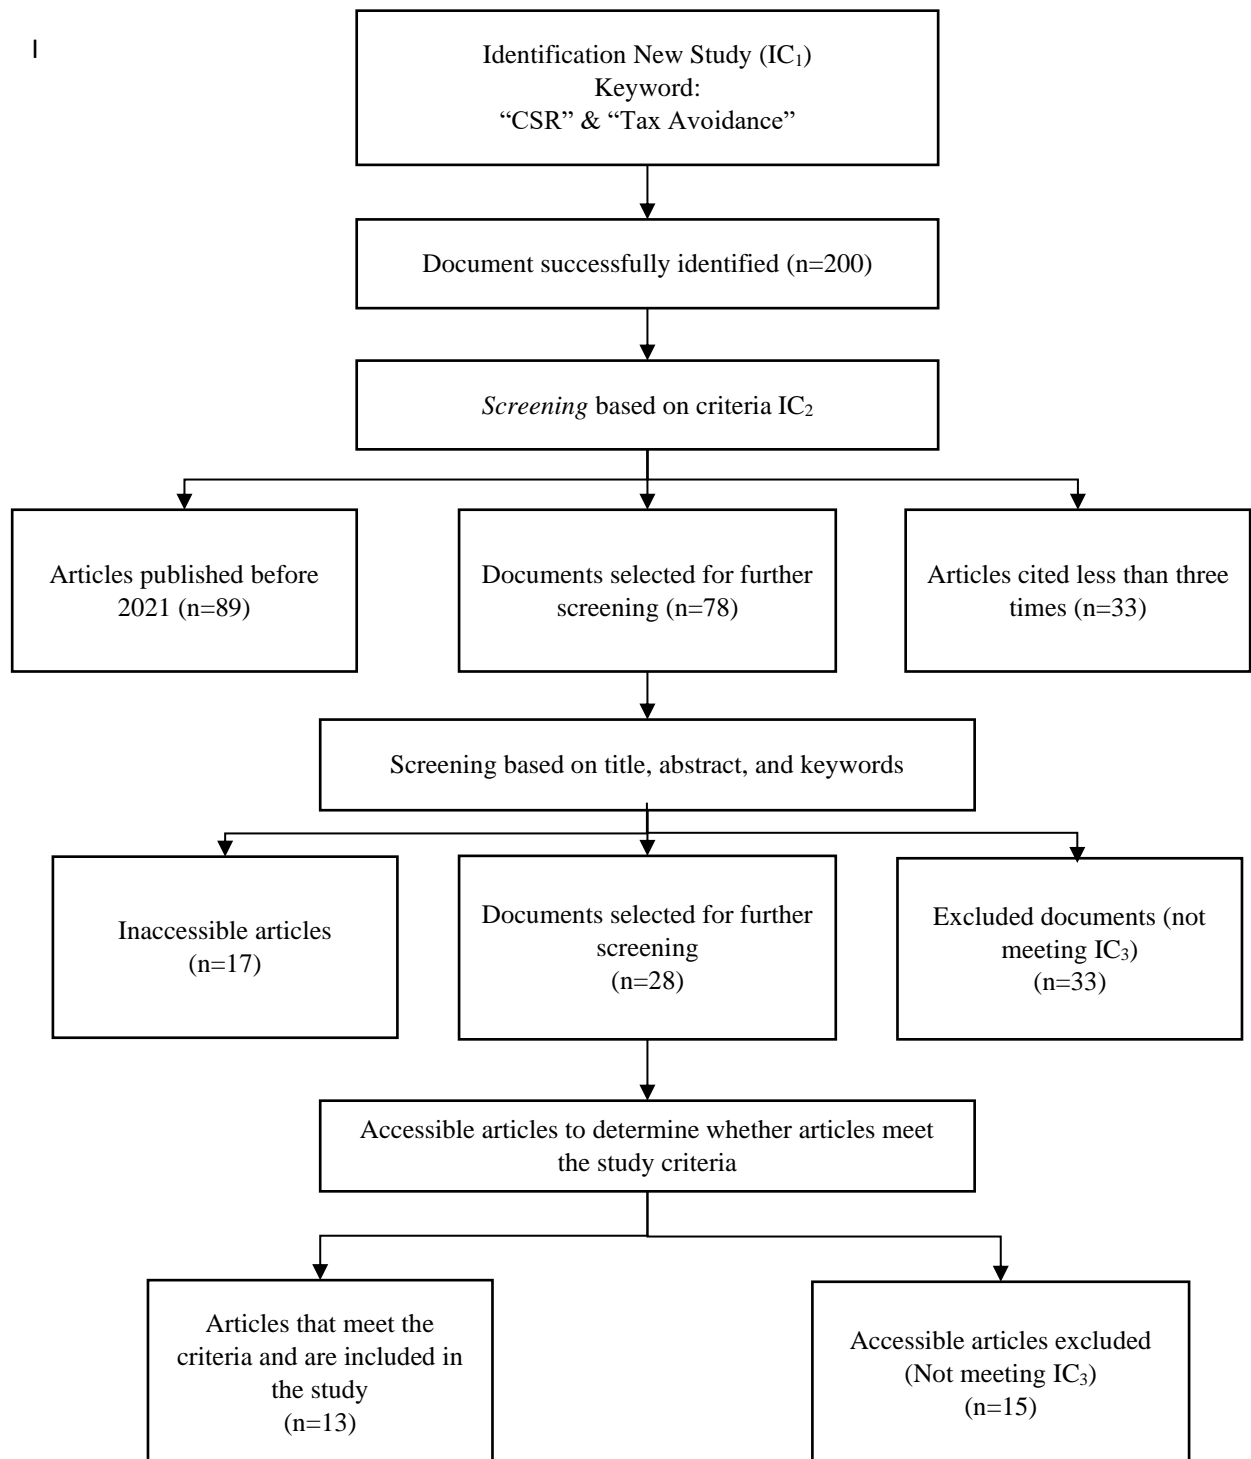 I
Identification New Study (IC₁)
Keyword:
“CSR” & “Tax Avoidance”
Document successfully identified (n=200)
Screening based on criteria IC₂
Articles published before
2021 (n=89)
Documents selected for further
screening (n=78)
Articles cited less than three
times (n=33)
Screening based on title, abstract, and keywords
Inaccessible articles
(n=17)
Documents selected for further
screening
(n=28)
Excluded documents (not
meeting IC₃)
(n=33)
Accessible articles to determine whether articles meet
the study criteria
Articles that meet the
criteria and are included in
the study
(n=13)
Accessible articles excluded
(Not meeting IC₃)
(n=15)